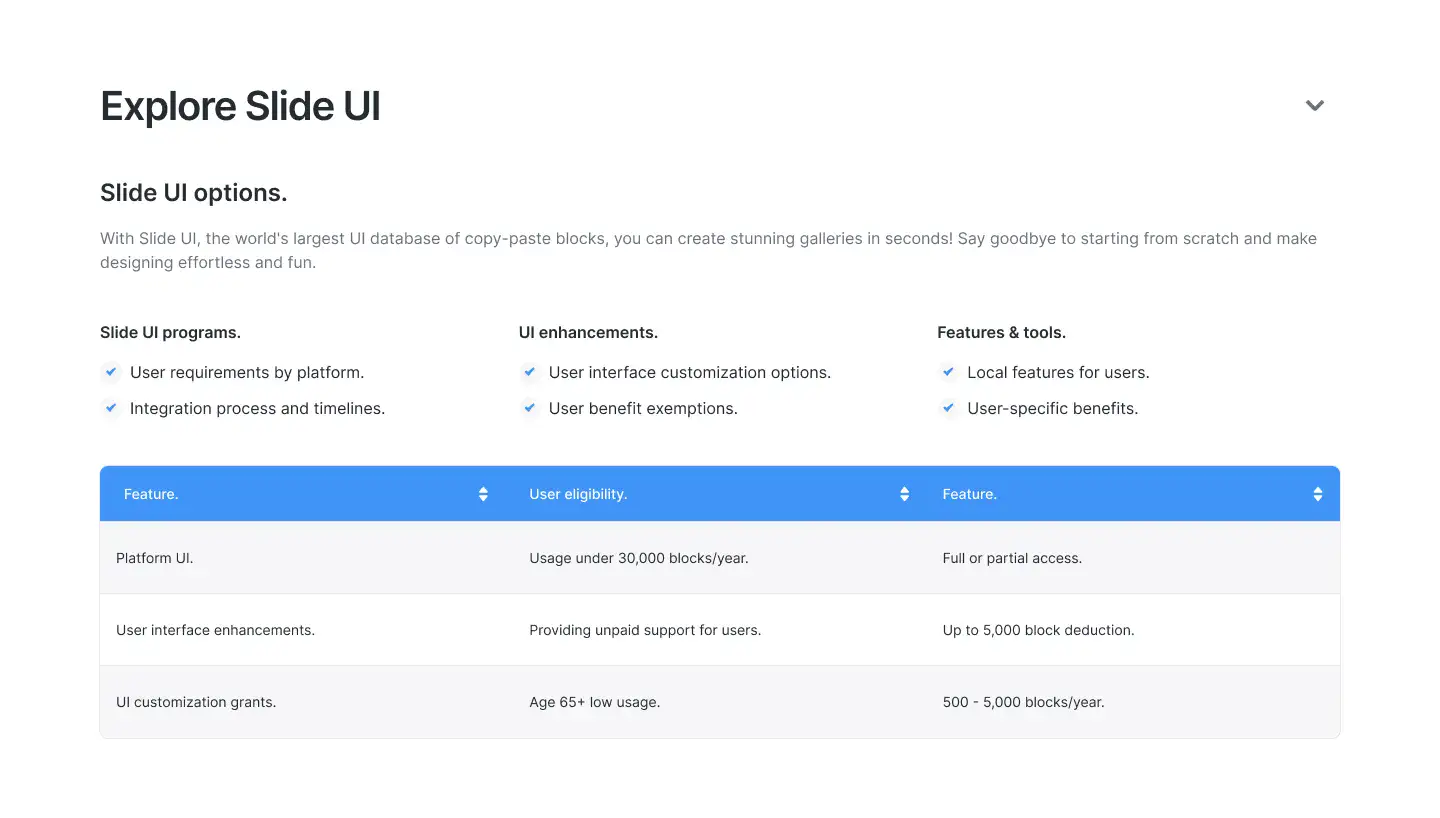 Explore Slide UI
Slide UI options.
With Slide UI, the world's largest UI database of copy-paste blocks, you can create stunning galleries in seconds! Say goodbye to starting from scratch and make
designing effortless and fun.
Slide UI programs.
User requirements by platform.
Integration process and timelines.
UI enhancements.
User interface customization options.
User benefit exemptions.
Features & tools.
Local features for users.
User-specific benefits.
Feature. User eligibility. Feature.
Platform UI. Usage under 30,000 blocks/year. Full or partial access.
User interface enhancements. Providing unpaid support for users. Up to 5,000 block deduction.
UI customization grants. Age 65+ low usage. 500 - 5,000 blocks/year.